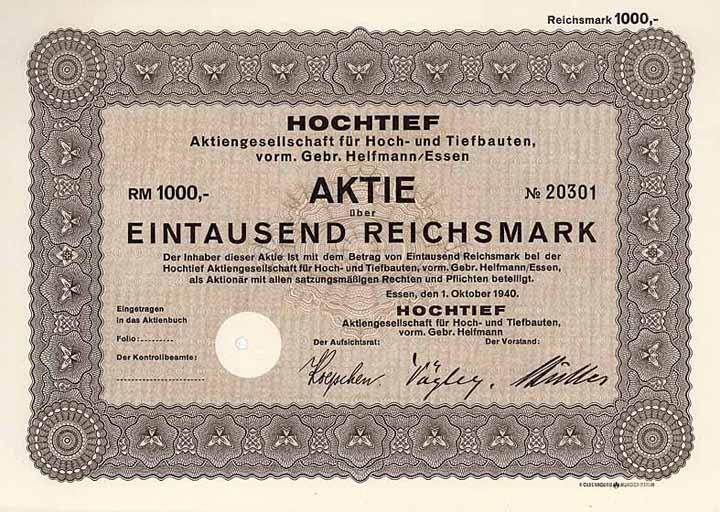 Reichsmark 1000,-
HOCHTIEF
Aktiengesellschaft für Hoch- und Tiefbauten,
vorm. Gebr. Helfmann/Essen
RM 1000,- AKTIE № 20301
über
EINTAUSEND REICHSMARK
Der Inhaber dieser Aktie ist mit dem Betrag von Eintausend Reichsmark bei der
Hochtief Aktiengesellschaft für Hoch- und Tiefbauten, vorm. Gebr. Helfmann/Essen,
als Aktionär mit allen satzungsmäßigen Rechten und Pflichten beteiligt.
Essen, den 1. Oktober 1940.
HOCHTIEF
Aktiengesellschaft für Hoch- und Tiefbauten,
vorm. Gebr. Helfmann
Eingetragen
in das Aktienbuch
Folio:
Der Kontrollbeamte:
Der Aufsichtsrat: Der Vorstand:
Vögler. Müller